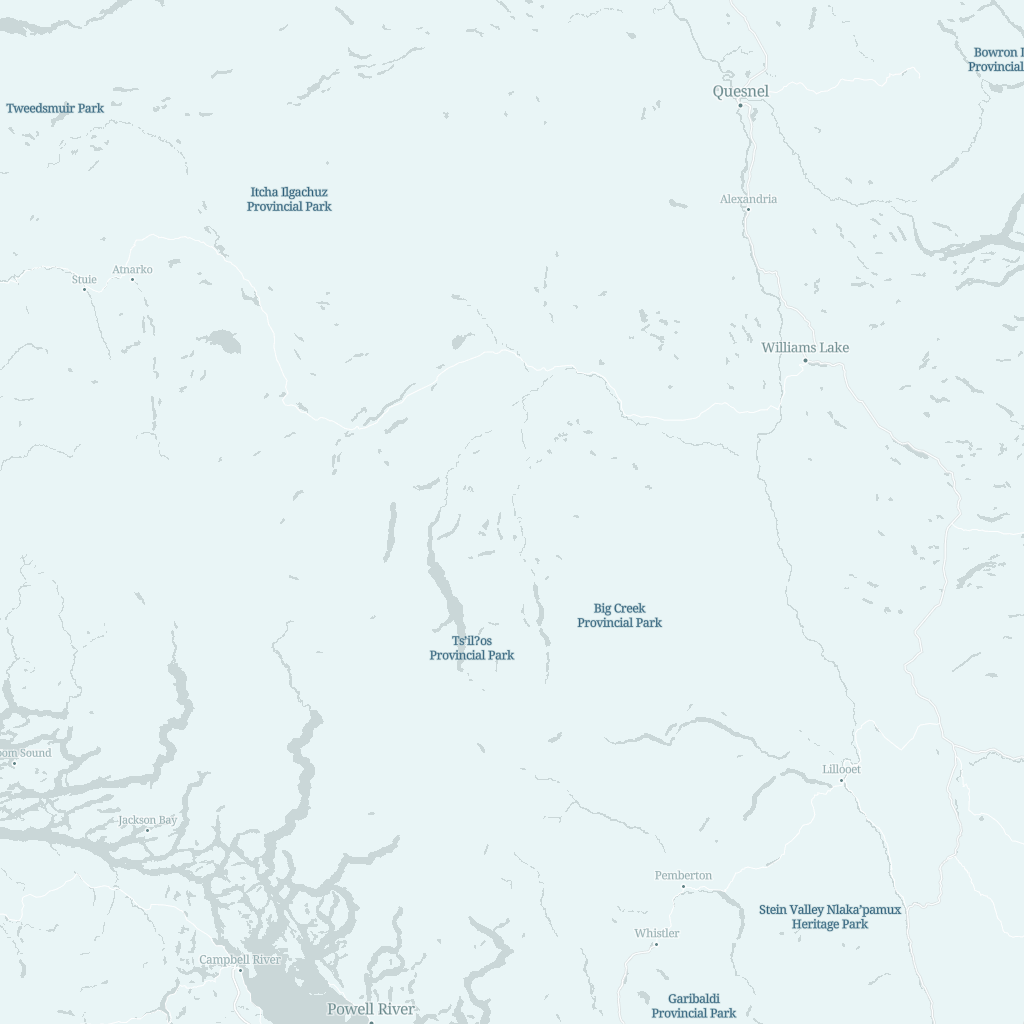 Bowron
Provincial
Quesnel
Tweedsmuir Park
Itcha Ilgachuz
Provincial Park
Alexandria
Atnarko
Stuie
Williams Lake
Big Creek
Provincial Park
Ts'il?os
Provincial Park
Sound
Lillooet
Jackson Bay
Pemberton
Stein Valley Nlaka'pamux
Heritage Park
Whistler
Campbell River
Garibaldi
Provincial Park
Powell River